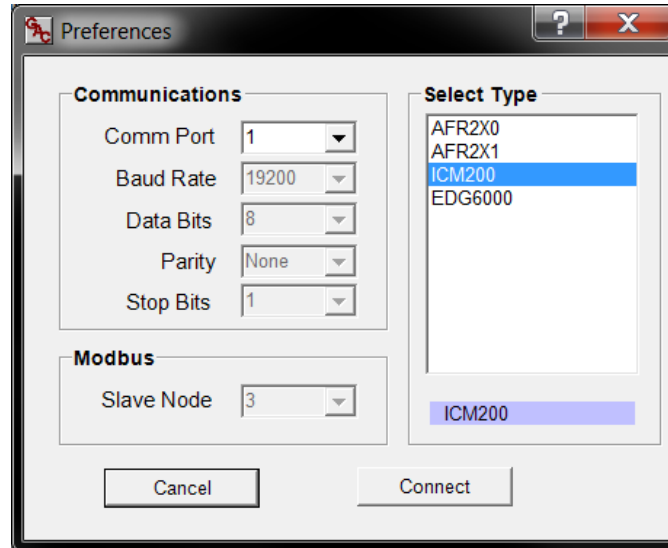 GAC Preferences ? X
Communications
Comm Port 1
Baud Rate 19200
Data Bits 8
Parity None
Stop Bits 1
Modbus
Slave Node 3
Select Type
AFR2X0
AFR2X1
ICM200
EDG6000
ICM200
Cancel Connect